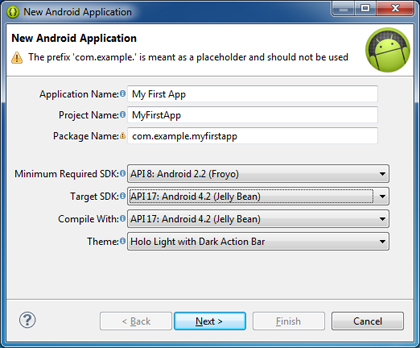 New Android Application
New Android Application
The prefix 'com.example.' is meant as a placeholder and should not be used
Application Name: My First App
Project Name: MyFirstApp
Package Name: com.example.myfirstapp
Minimum Required SDK: API 8: Android 2.2 (Froyo)
Target SDK: API 17: Android 4.2 (Jelly Bean)
Compile With: API 17: Android 4.2 (Jelly Bean)
Theme: Holo Light with Dark Action Bar
? < Back Next > Finish Cancel